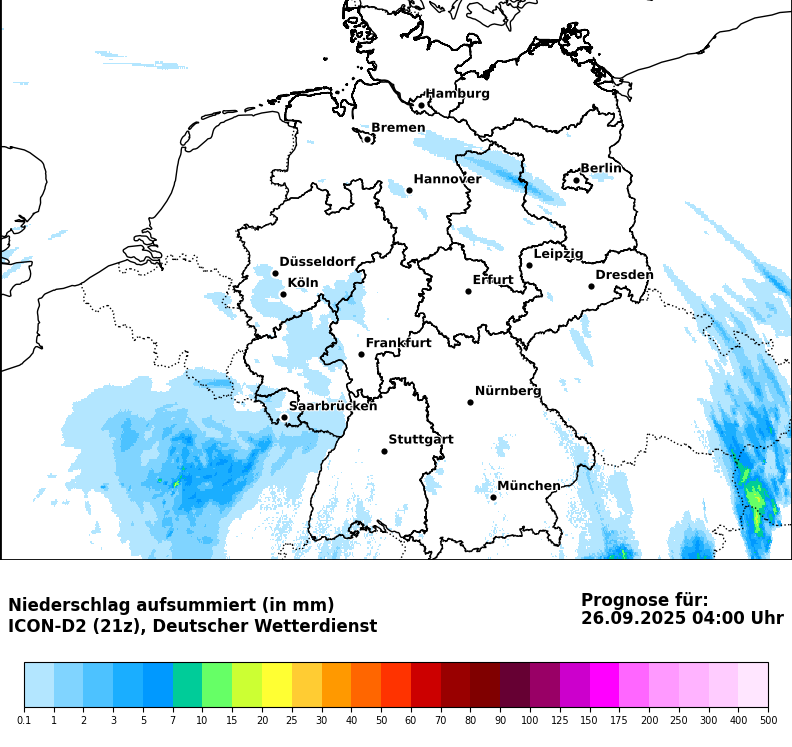 Hamburg
Bremen
Berlin
Hannover
Leipzig
Düsseldorf
Dresden
Köln
Erfurt
Frankfurt
Nürnberg
Saarbrücken
Stuttgart
München
Niederschlag aufsummiert (in mm)
ICON-D2 (21z), Deutscher Wetterdienst
Prognose für:
26.09.2025 04:00 Uhr
0.1 1 2 3 5 7 10 15 20 25 30 40 50 60 70 80 90 100 125 150 175 200 250 300 400 500